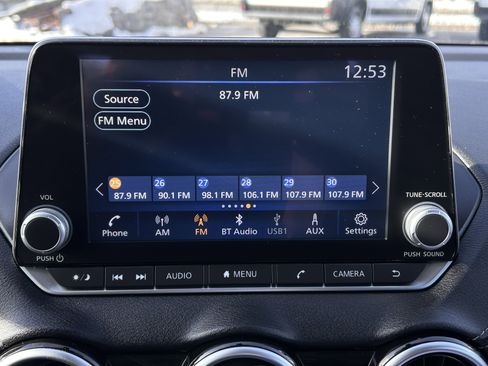 FM
12:53
Source
87.9 FM
FM Menu
25 26 27 28 29 30
87.9 FM 90.1 FM 98.1 FM 106.1 FM 107.9 FM 107.9 FM
VOL
TUNE•SCROLL
Phone AM FM BT Audio USB1 AUX Settings
PUSH
PUSH SOUND
AUDIO MENU CAMERA